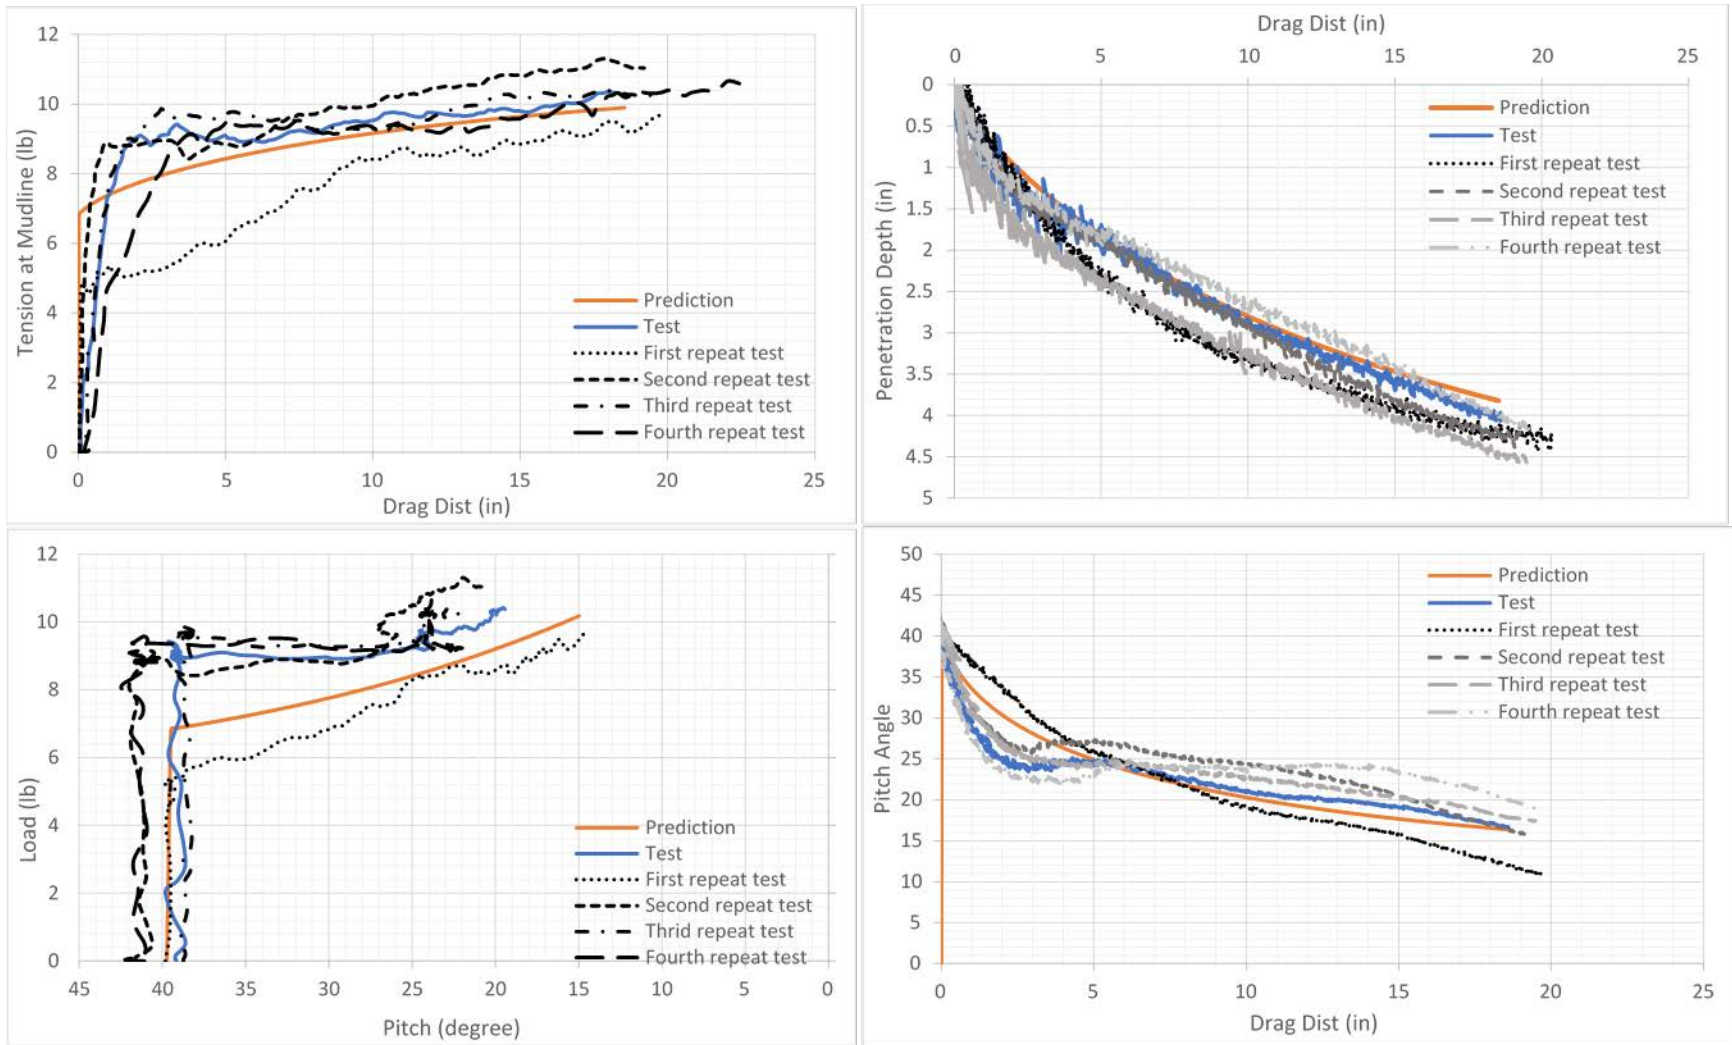 12
10
8
6
4
2
0
Tension at Mudline (lb)
Prediction
Test
First repeat test
Second repeat test
Third repeat test
Fourth repeat test
0 5 10 15 20 25
Drag Dist (in)
Drag Dist (in)
0 5 10 15 20 25
0
0.5
1
1.5
2
2.5
3
3.5
4
4.5
5
Penetration Depth (in)
Prediction
Test
First repeat test
Second repeat test
Third repeat test
Fourth repeat test
12
10
8
6
4
2
0
Load (lb)
Prediction
Test
First repeat test
Second repeat test
Thrid repeat test
Fourth repeat test
45 40 35 30 25 20 15 10 5 0
Pitch (degree)
50
45
40
35
30
25
20
15
10
5
0
Pitch Angle
Prediction
Test
First repeat test
Second repeat test
Third repeat test
Fourth repeat test
0 5 10 15 20 25
Drag Dist (in)